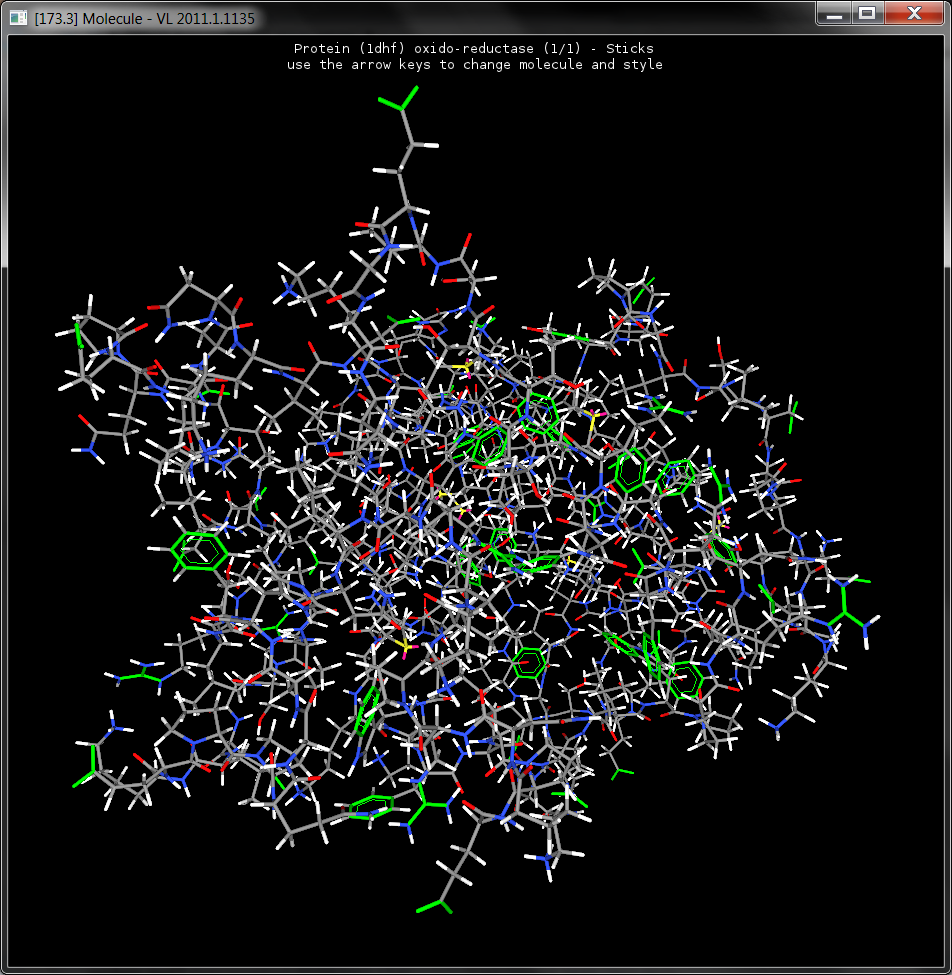 [173.3] Molecule - VL 2011.1.1135
Protein (1dhf) oxido-reductase (1/1) - Sticks
use the arrow keys to change molecule and style